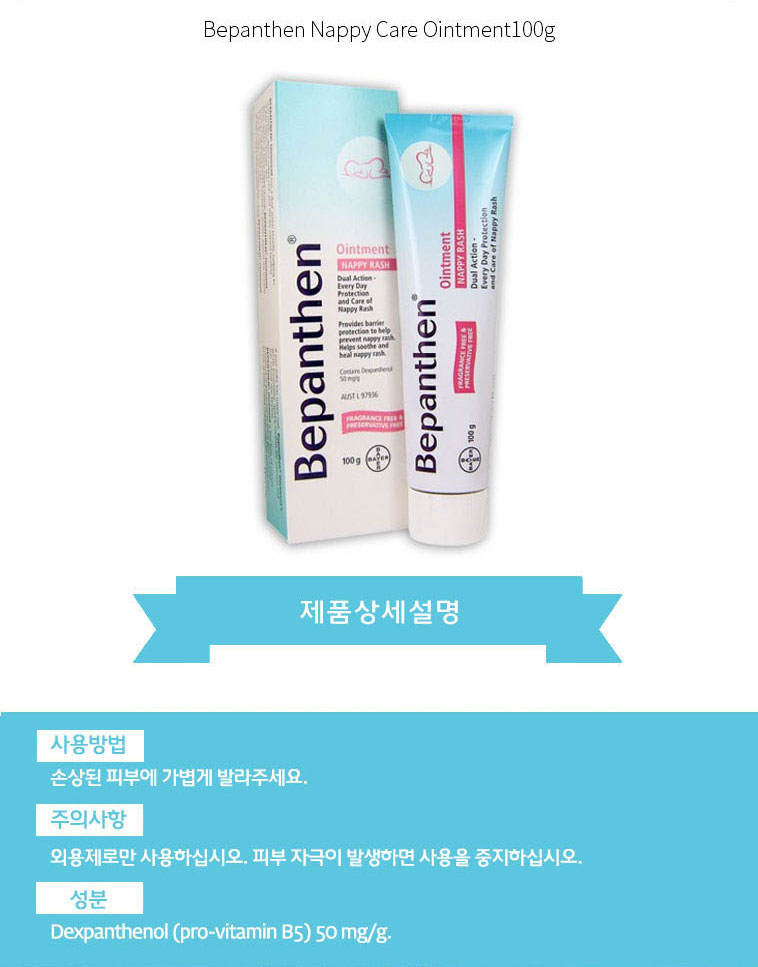 Bepanthen Nappy Care Ointment100g
Bepanthen®
Ointment
NAPPY RASH
Dual Action -
Every Day
Protection
and Care of
Nappy Rash
Provides barrier
protection to help
prevent nappy rash.
Helps soothe and
heal nappy rash.
Contains Dexpanthenol
50 mg/g
AUST L 97936
FRAGRANCE FREE &
PRESERVATIVE FREE
100 g
BAYER
Bepanthen®
Ointment
NAPPY RASH
Dual Action -
Every Day Protection
and Care of Nappy Rash
FRAGRANCE FREE &
PRESERVATIVE FREE
100 g
BAYER
제품상세설명
사용방법
손상된 피부에 가볍게 발라주세요.
주의사항
외용제로만 사용하십시오. 피부 자극이 발생하면 사용을 중지하십시오.
성분
Dexpanthenol (pro-vitamin B5) 50 mg/g.